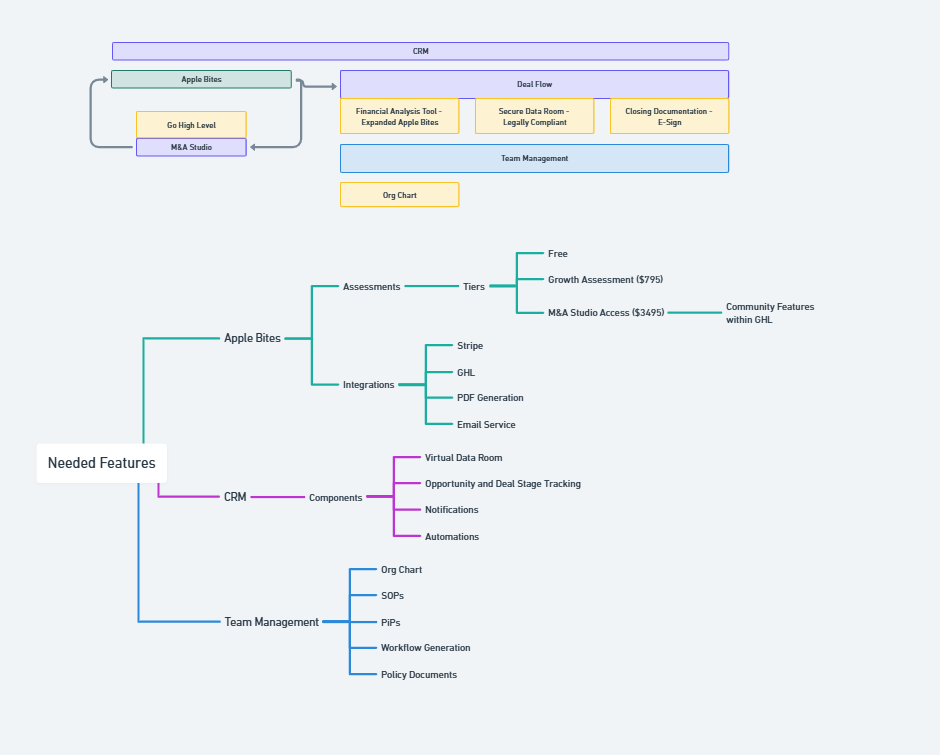 CRM
Apple Bites
Deal Flow
Financial Analysis Tool -
Expanded Apple Bites
Secure Data Room -
Legally Compliant
Closing Documentation -
E-Sign
Go High Level
M&A Studio
Team Management
Org Chart
Needed Features
Apple Bites
Assessments
Tiers
Free
Growth Assessment ($795)
M&A Studio Access ($3495)
Community Features
within GHL
Integrations
Stripe
GHL
PDF Generation
Email Service
CRM
Components
Virtual Data Room
Opportunity and Deal Stage Tracking
Notifications
Automations
Team Management
Org Chart
SOPs
PiPs
Workflow Generation
Policy Documents